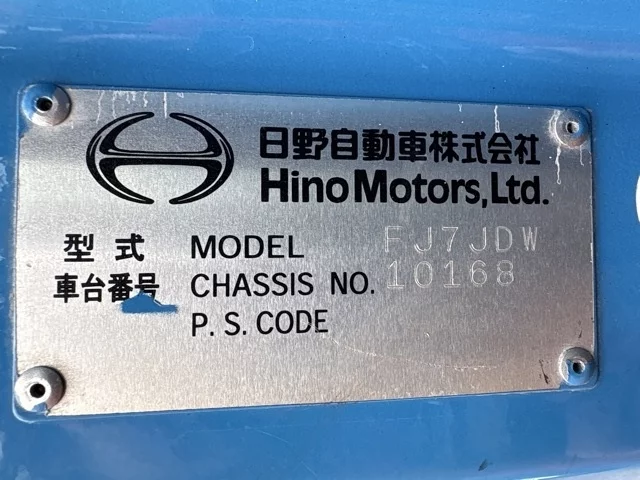 日野自動車株式会社
Hino Motors, Ltd.
型式 MODEL FJ7JDW
車台番号 CHASSIS NO. 10168
P. S. CODE